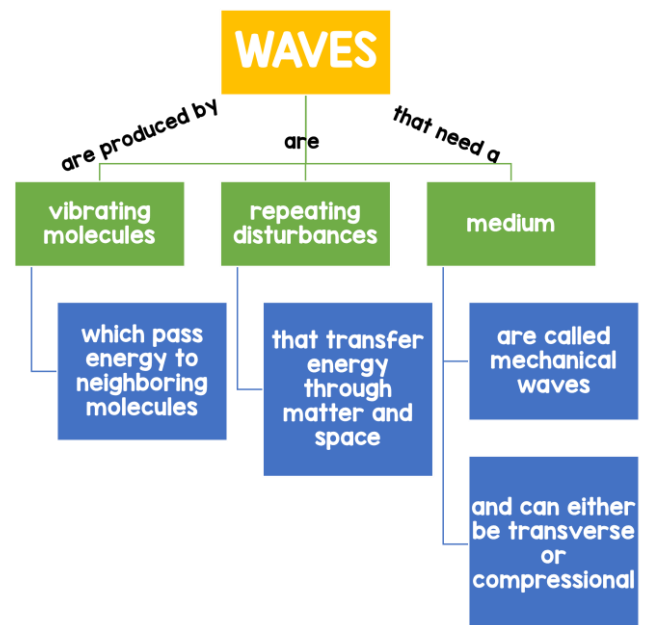 WAVES
are produced by
are
that need a
vibrating
molecules
repeating
disturbances
medium
which pass
energy to
neighboring
molecules
that transfer
energy
through
matter and
space
are called
mechanical
waves
and can either
be transverse
or
compressional